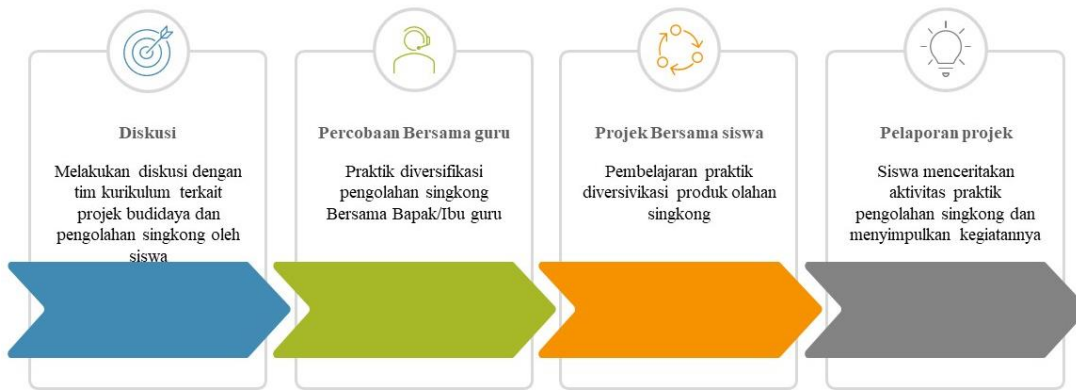 Diskusi
Melakukan diskusi dengan
tim kurikulum terkait
projek budidaya dan
pengolahan singkong oleh
siswa
Percobaan Bersama guru
Praktik diversifikasi
pengolahan singkong
Bersama Bapak/Ibu guru
Projek Bersama siswa
Pembelajaran praktik
diversivikasi produk olahan
singkong
Pelaporan projek
Siswa menceritakan
aktivitas praktik
pengolahan singkong dan
menyimpulkan kegiatannya